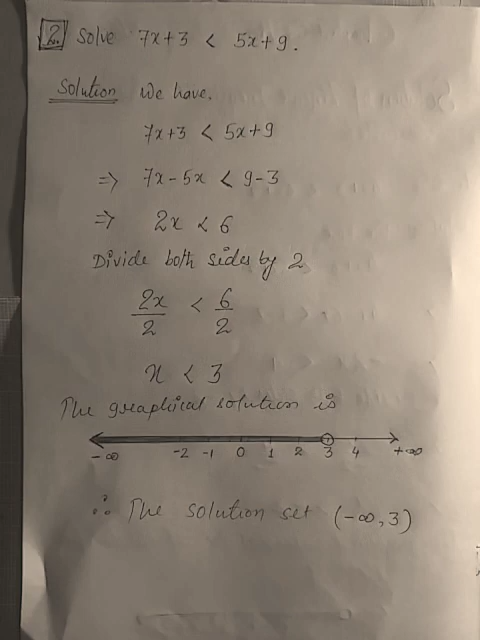 2. Solve 7x+3 < 5x+9.
Solution We have,
7x+3 < 5x+9
⇒ 7x-5x < 9-3
⇒ 2x < 6
Divide both sides by 2
2x/2 < 6/2
x < 3
The graphical solution is
-∞ -2 -1 0 1 2 3 4 +∞
∴ The solution set (-∞,3)